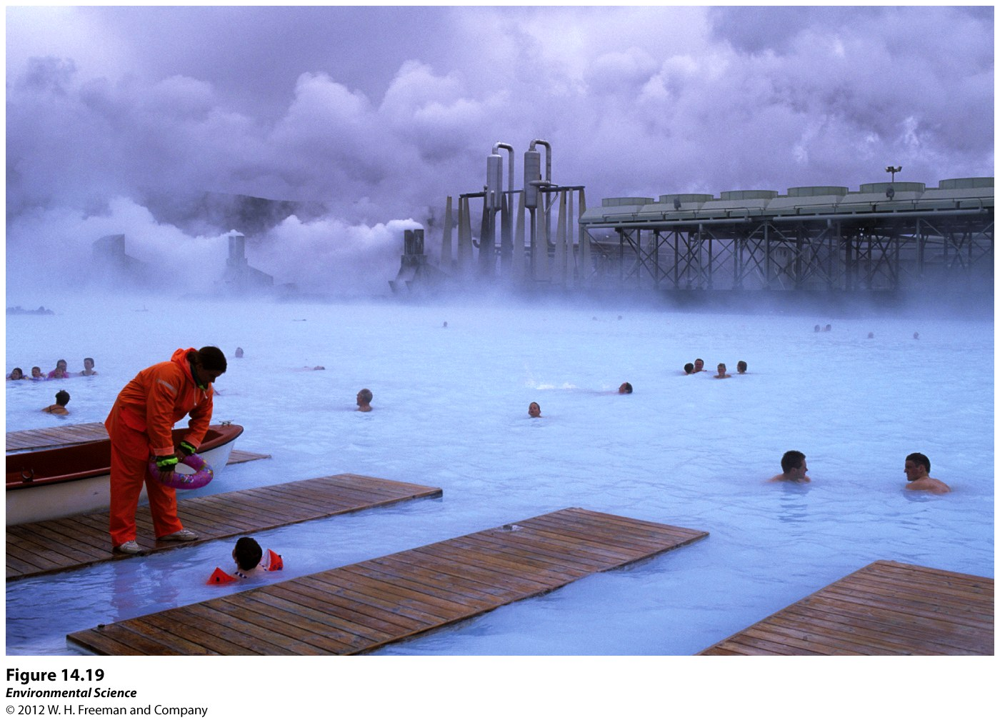 Figure 14.19
Environmental Science
© 2012 W. H. Freeman and Company